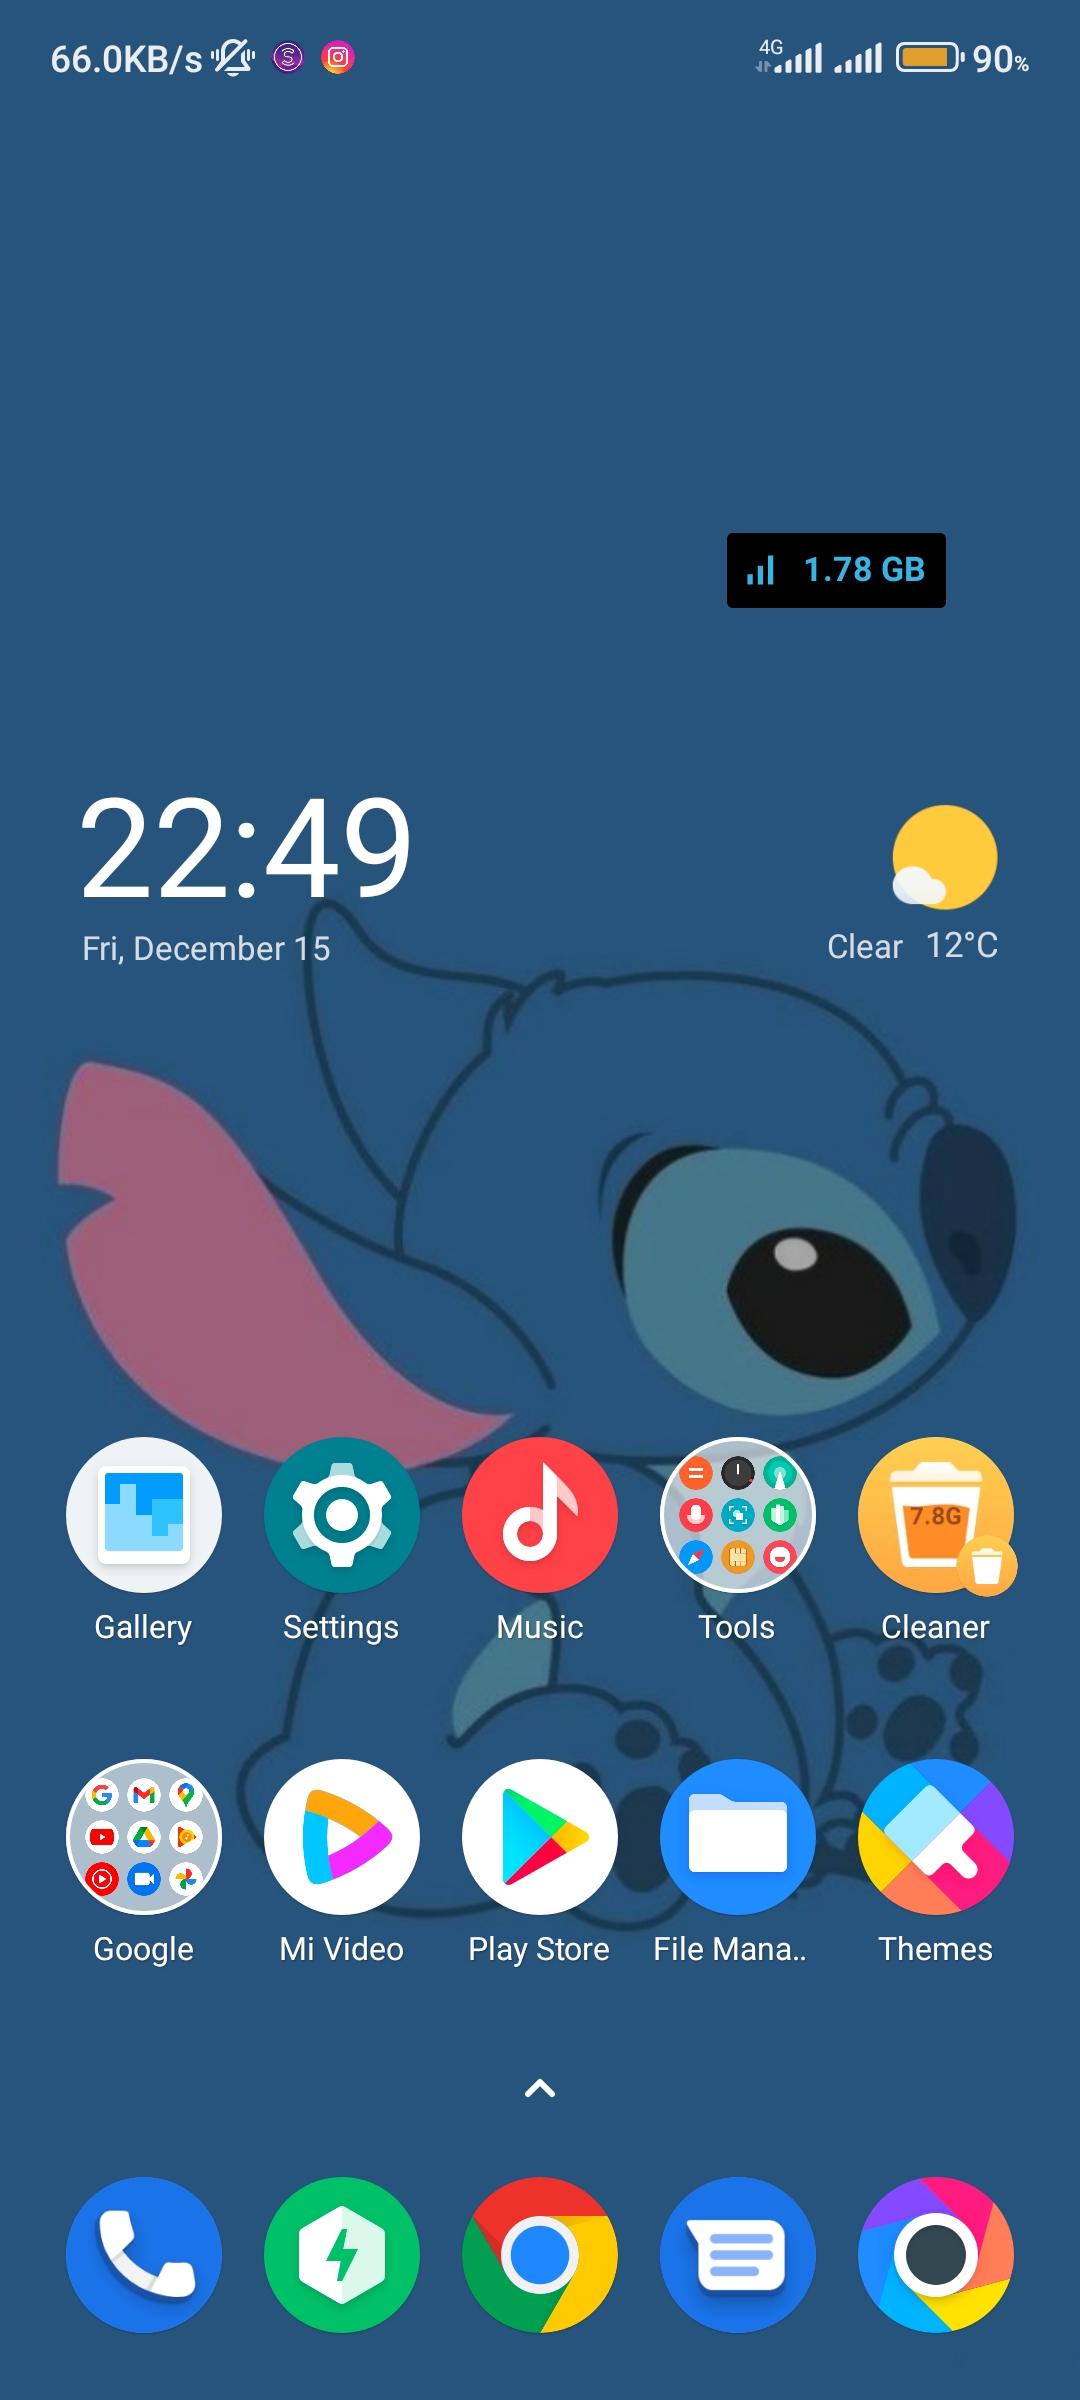 66.0KB/s 4G 90%
1.78 GB
22:49
Fri, December 15
Clear 12°C
7.8G
Gallery Settings Music Tools Cleaner
Google Mi Video Play Store File Mana.. Themes